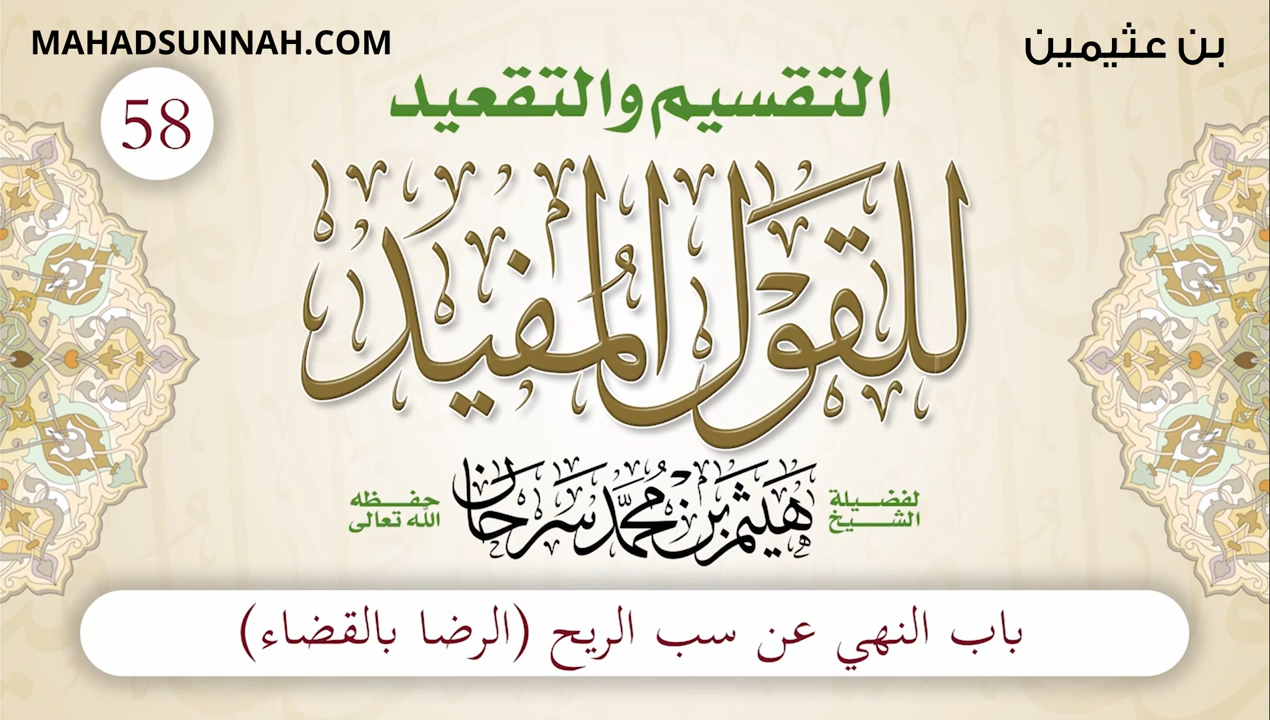 MAHADSUNNAH.COM
بن عثيمين
58
التقسيم والتقعيد
للقول المفيد
لفضيلة الشيخ
هيثم بن محمد سرحان
حفظه الله تعالى
باب النهي عن سب الريح (الرضا بالقضاء)